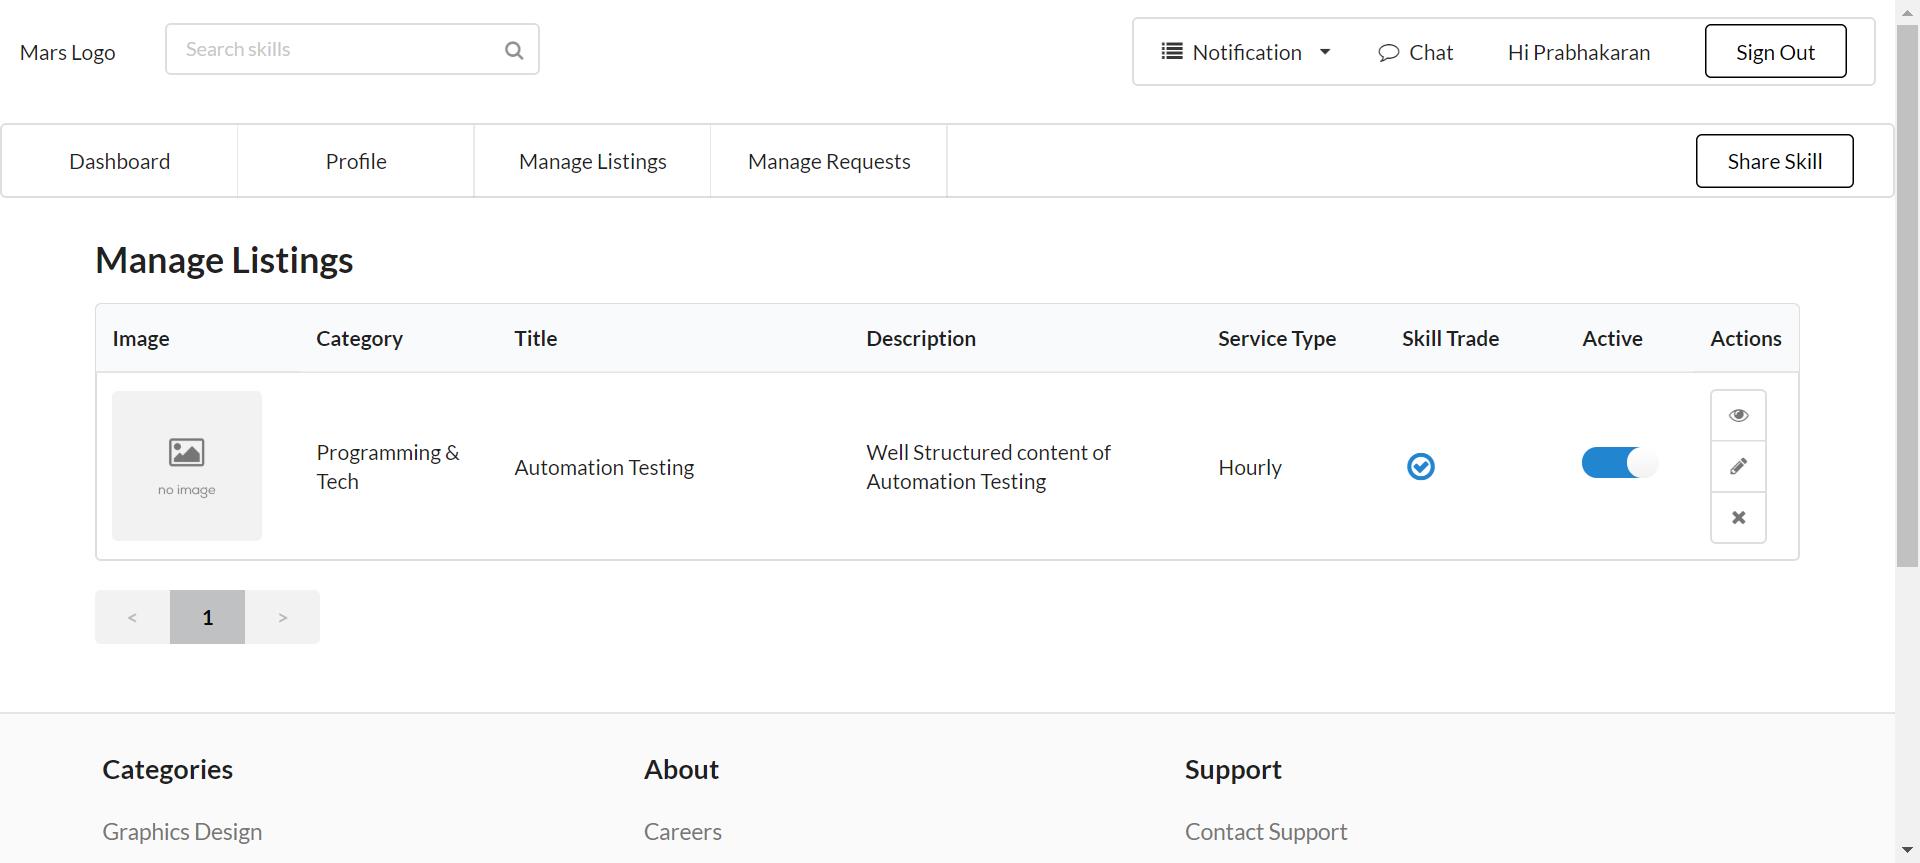 Mars Logo
Search skills
Notification
Chat
Hi Prabhakaran
Sign Out
Dashboard
Profile
Manage Listings
Manage Requests
Share Skill
Manage Listings
Image Category Title Description Service Type Skill Trade Active Actions
no image
Programming &
Tech
Automation Testing
Well Structured content of
Automation Testing
Hourly
< 1 >
Categories
Graphics Design
About
Careers
Support
Contact Support